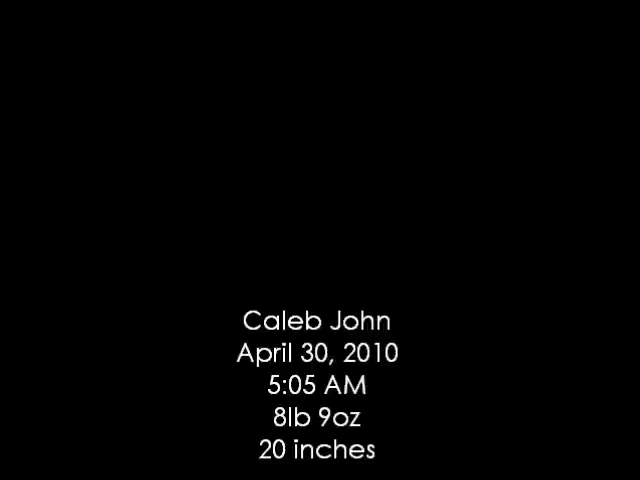 Caleb John
April 30, 2010
5:05 AM
8lb 9oz
20 inches